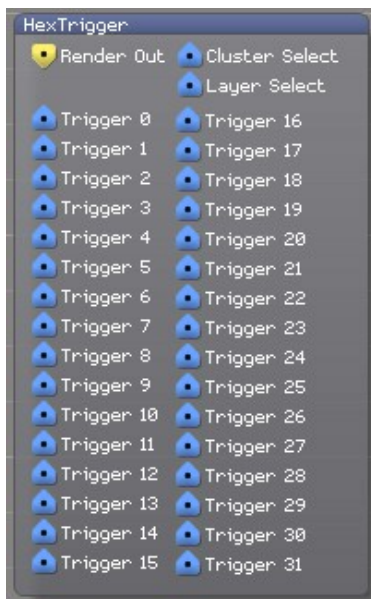 HexTrigger
Render Out Cluster Select
Layer Select
Trigger 0 Trigger 16
Trigger 1 Trigger 17
Trigger 2 Trigger 18
Trigger 3 Trigger 19
Trigger 4 Trigger 20
Trigger 5 Trigger 21
Trigger 6 Trigger 22
Trigger 7 Trigger 23
Trigger 8 Trigger 24
Trigger 9 Trigger 25
Trigger 10 Trigger 26
Trigger 11 Trigger 27
Trigger 12 Trigger 28
Trigger 13 Trigger 29
Trigger 14 Trigger 30
Trigger 15 Trigger 31